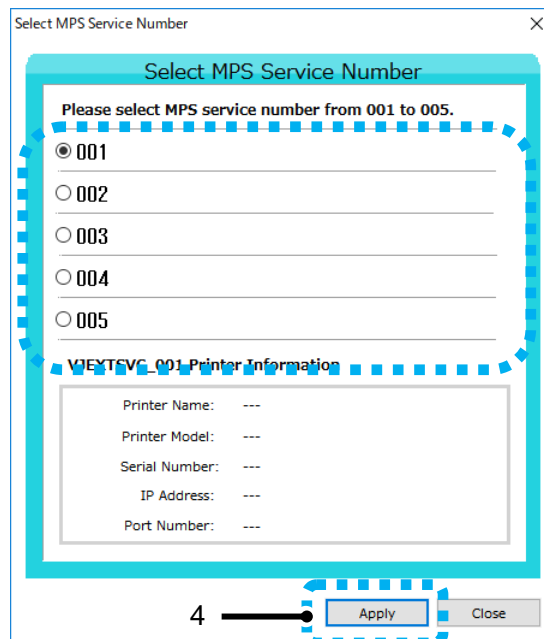 Select MPS Service Number
Select MPS Service Number
Please select MPS service number from 001 to 005.
001
002
003
004
005
VJEXTSVC_001 Printer Information
Printer Name: ---
Printer Model: ---
Serial Number: ---
IP Address: ---
Port Number: ---
4 Apply Close